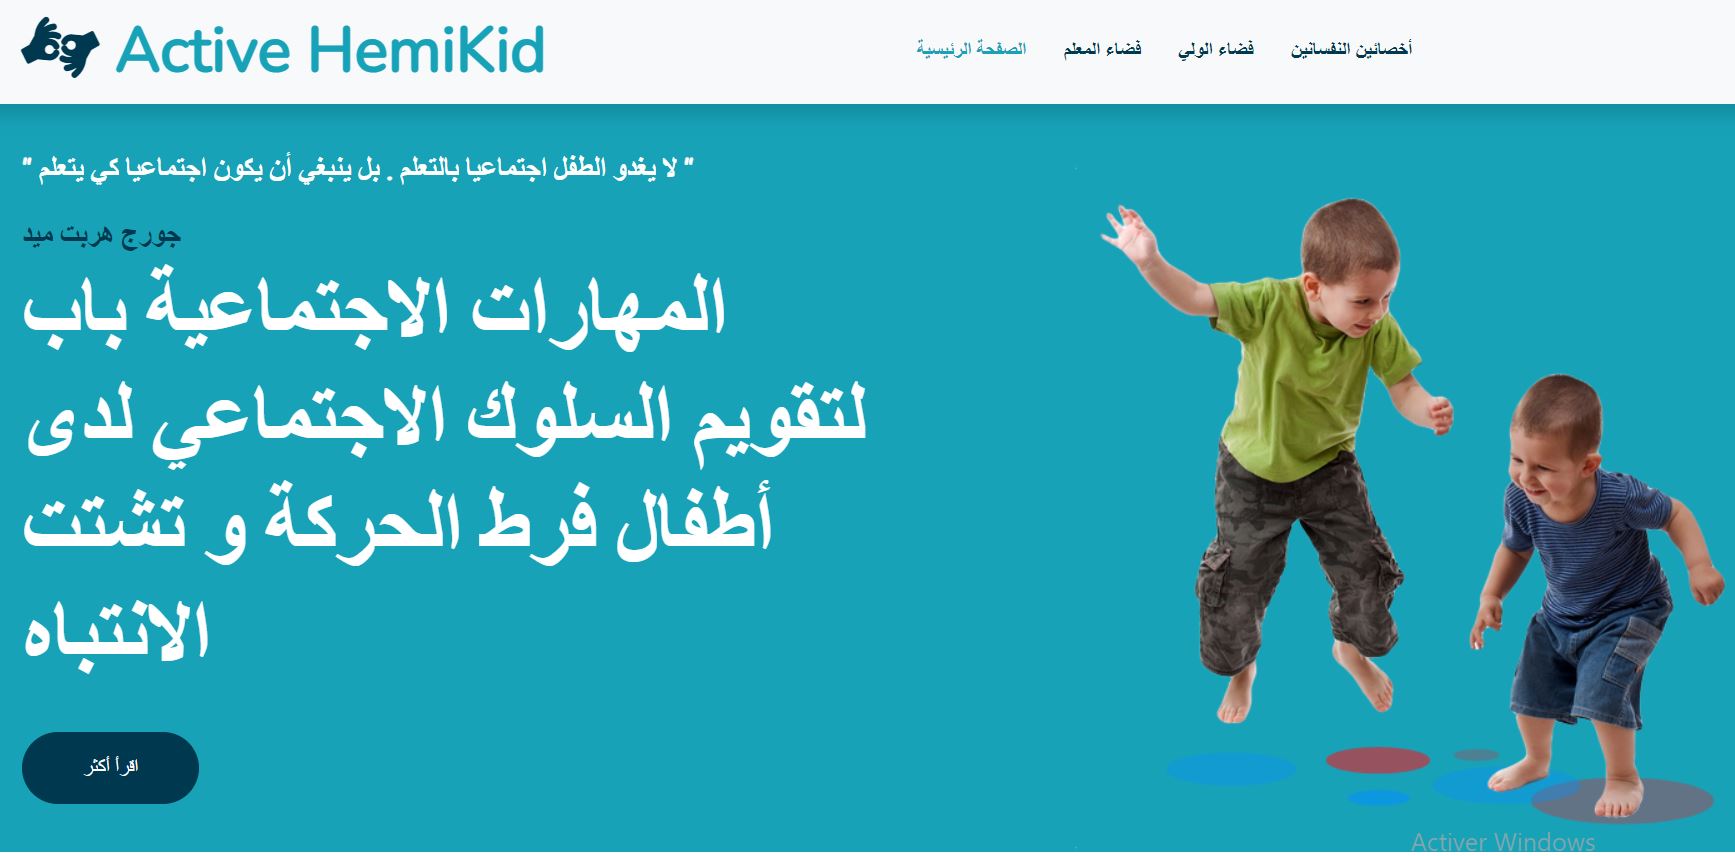 Active HemiKid
الصفحة الرئيسية
فضاء المعلم
فضاء الولي
أخصائين النفسانين
" لا يغدو الطفل اجتماعيا بالتعلم . بل ينبغي أن يكون اجتماعيا كي يتعلم "
جورج هربت ميد
المهارات الاجتماعية باب
لتقويم السلوك الاجتماعي لدى
أطفال فرط الحركة و تشتت
الانتباه
اقرأ أكثر
Activer Windows